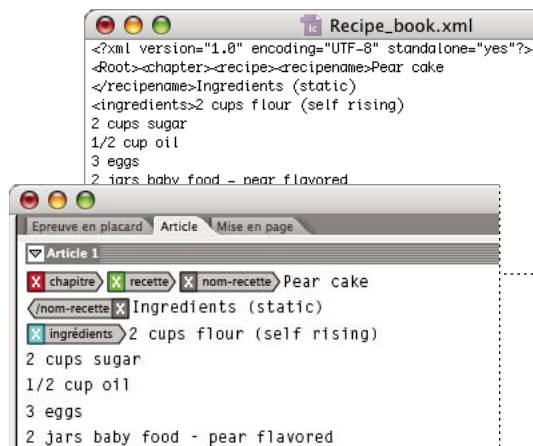 Recipe_book.xml
<?xml version="1.0" encoding="UTF-8" standalone="yes"?>
<Root><chapter><recipe><recipename>Pear cake
</recipename>Ingredients (static)
<ingredients>2 cups flour (self rising)
2 cups sugar
1/2 cup oil
3 eggs
2 jars baby food – pear flavored
Epreuve en placard Article Mise en page
Article 1
chapitre recette nom-recette Pear cake
/nom-recette Ingredients (static)
ingrédients 2 cups flour (self rising)
2 cups sugar
1/2 cup oil
3 eggs
2 jars baby food - pear flavored